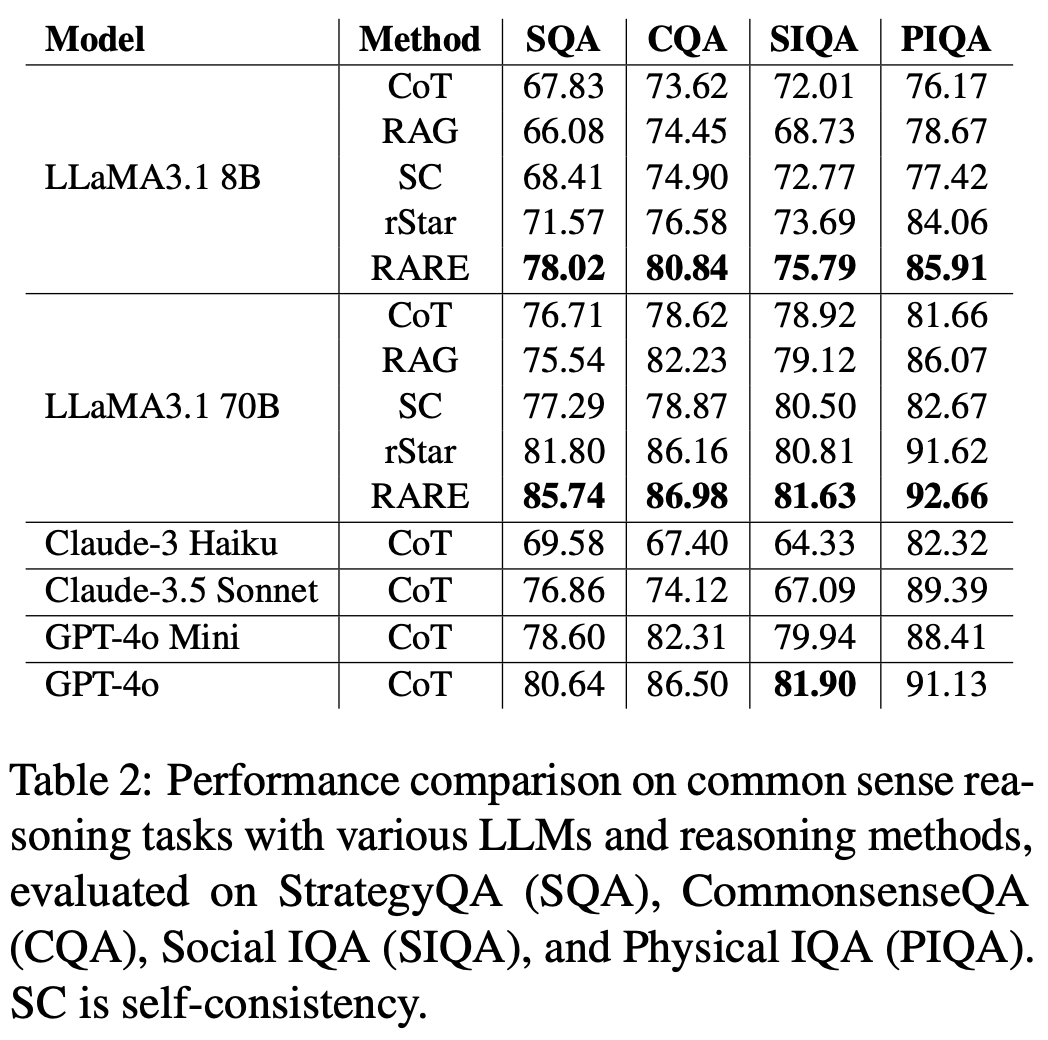 Model Method SQA CQA SIQA PIQA
CoT 67.83 73.62 72.01 76.17
RAG 66.08 74.45 68.73 78.67
LLaMA3.1 8B SC 68.41 74.90 72.77 77.42
rStar 71.57 76.58 73.69 84.06
RARE 78.02 80.84 75.79 85.91
CoT 76.71 78.62 78.92 81.66
RAG 75.54 82.23 79.12 86.07
LLaMA3.1 70B SC 77.29 78.87 80.50 82.67
rStar 81.80 86.16 80.81 91.62
RARE 85.74 86.98 81.63 92.66
Claude-3 Haiku CoT 69.58 67.40 64.33 82.32
Claude-3.5 Sonnet CoT 76.86 74.12 67.09 89.39
GPT-4o Mini CoT 78.60 82.31 79.94 88.41
GPT-4o CoT 80.64 86.50 81.90 91.13
Table 2: Performance comparison on common sense rea-
soning tasks with various LLMs and reasoning methods,
evaluated on StrategyQA (SQA), CommonsenseQA
(CQA), Social IQA (SIQA), and Physical IQA (PIQA).
SC is self-consistency.